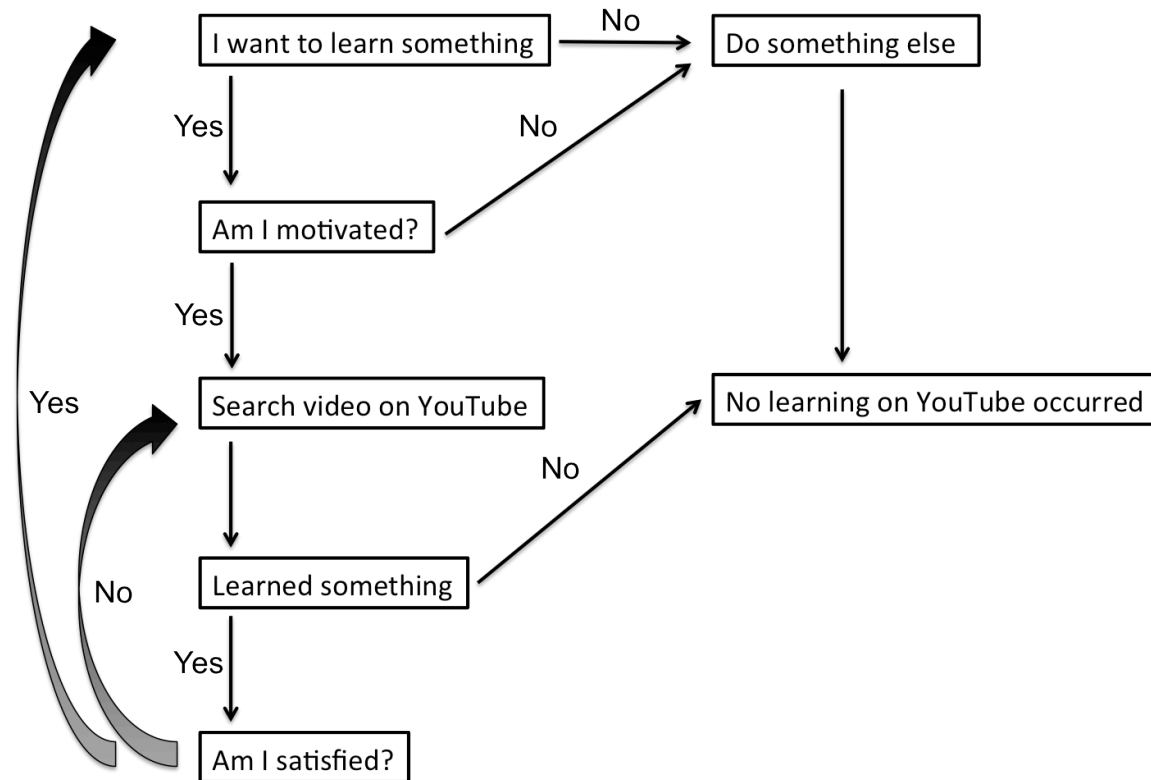 I want to learn something
No
Do something else
Yes
No
Am I motivated?
Yes
Search video on YouTube
No learning on YouTube occurred
Yes
No
Learned something
No
Yes
Am I satisfied?